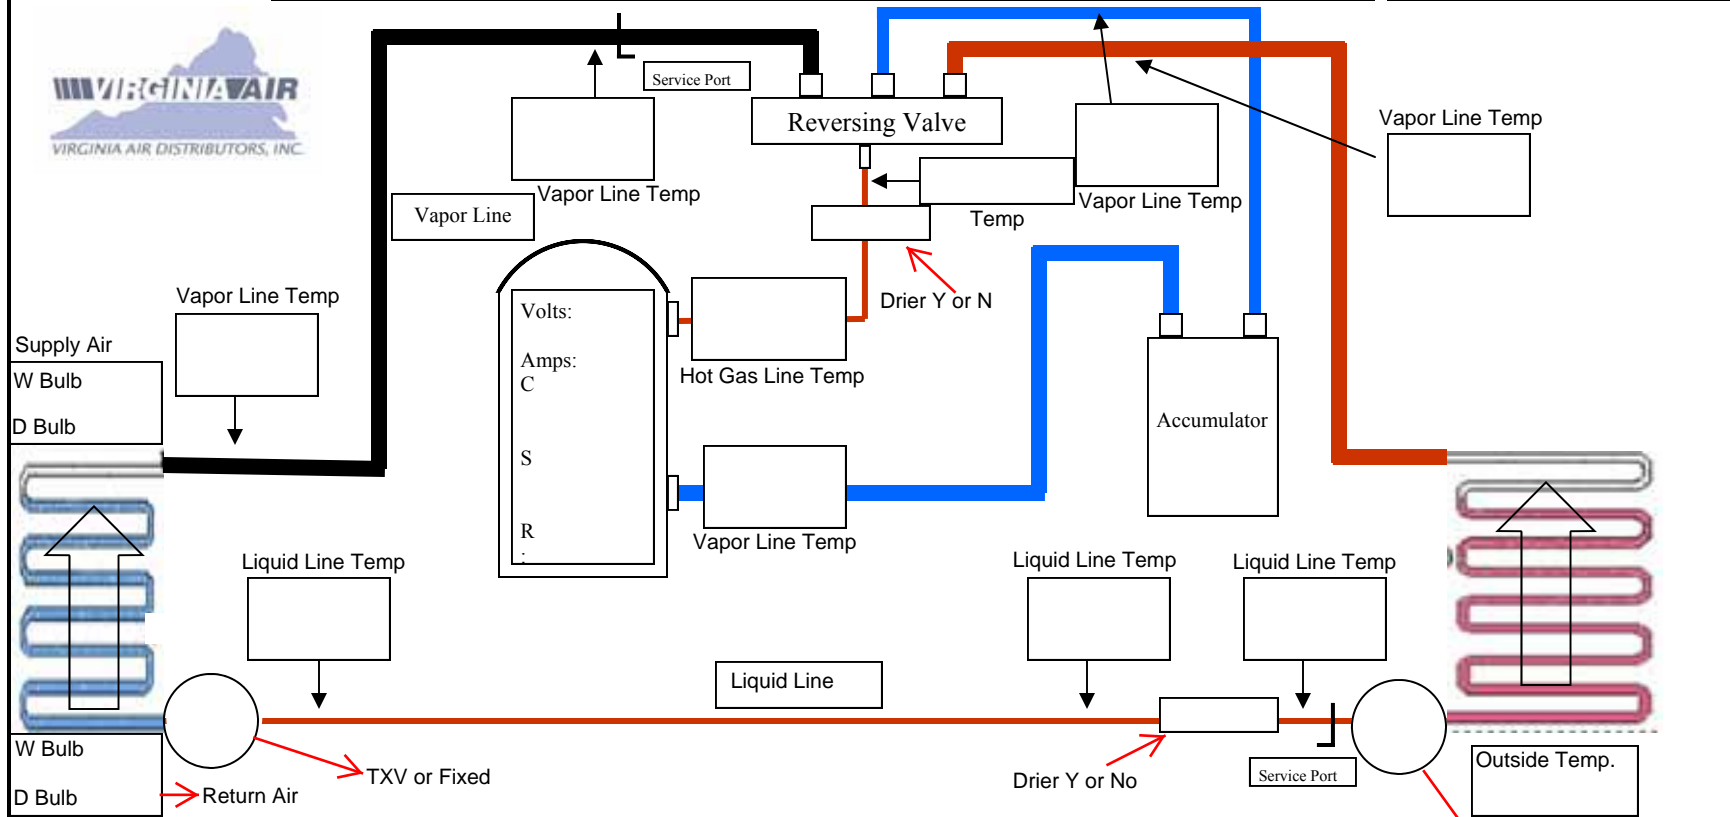 VIRGINIA AIR
VIRGINIA AIR DISTRIBUTORS, INC.
Service Port
Reversing Valve
Vapor Line Temp
Vapor Line Temp
Vapor Line
Temp
Vapor Line Temp
Drier Y or N
Vapor Line Temp
Supply Air
W Bulb
D Bulb
Volts:
Amps:
C
S
R
:
Hot Gas Line Temp
Accumulator
Vapor Line Temp
Liquid Line Temp
Liquid Line Temp
Liquid Line Temp
Liquid Line
W Bulb
D Bulb
Return Air
TXV or Fixed
Drier Y or No
Service Port
Outside Temp.